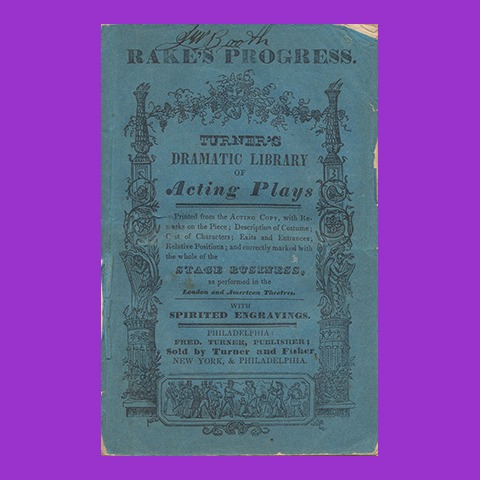 JW Booth
RAKE'S PROGRESS.
TURNER'S
DRAMATIC LIBRARY
OF
Acting Plays
Printed from the ACTING COPY, with Re-
marks on the Piece; Description of Costume;
Cast of Characters; Exits and Entrances;
Relative Positions; and correctly marked with
the whole of the
STAGE BUSINESS,
as performed in the
London and American Theatres.
WITH
SPIRITED ENGRAVINGS.
PHILADELPHIA:
FRED. TURNER, PUBLISHER;
Sold by Turner and Fisher,
NEW YORK, & PHILADELPHIA.